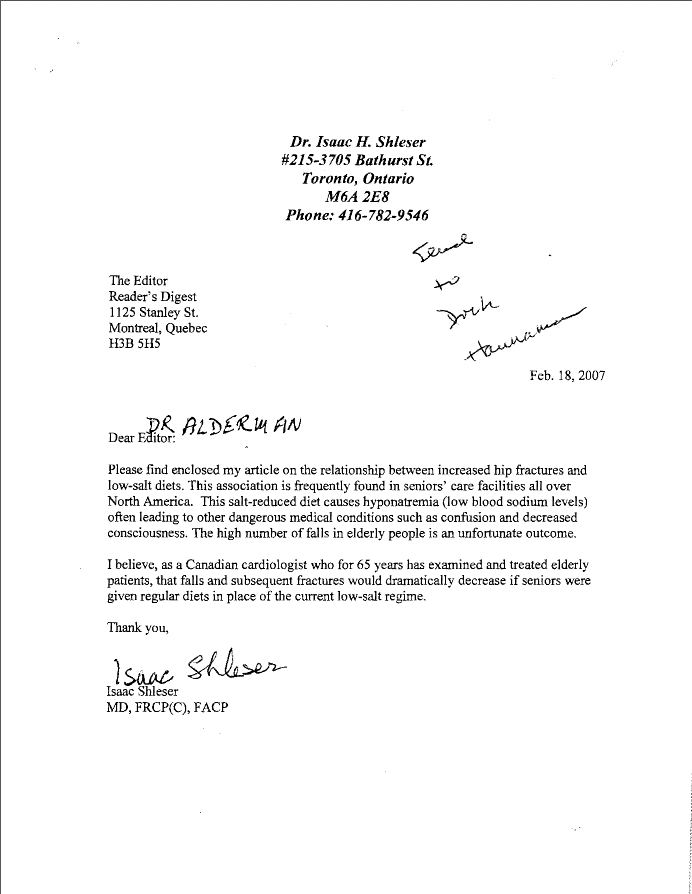 Dr. Isaac H. Shleser
#215-3705 Bathurst St.
Toronto, Ontario
M6A 2E8
Phone: 416-782-9546
Send
to
The Editor
Reader's Digest
1125 Stanley St.
Montreal, Quebec
H3B 5H5
Hannaman
Feb. 18, 2007
DR ALDERMAN
Dear Editor:
Please find enclosed my article on the relationship between increased hip fractures and
low-salt diets. This association is frequently found in seniors' care facilities all over
North America. This salt-reduced diet causes hyponatremia (low blood sodium levels)
often leading to other dangerous medical conditions such as confusion and decreased
consciousness. The high number of falls in elderly people is an unfortunate outcome.
I believe, as a Canadian cardiologist who for 65 years has examined and treated elderly
patients, that falls and subsequent fractures would dramatically decrease if seniors were
given regular diets in place of the current low-salt regime.
Thank you,
Isaac Shleser
Isaac Shleser
MD, FRCP(C), FACP